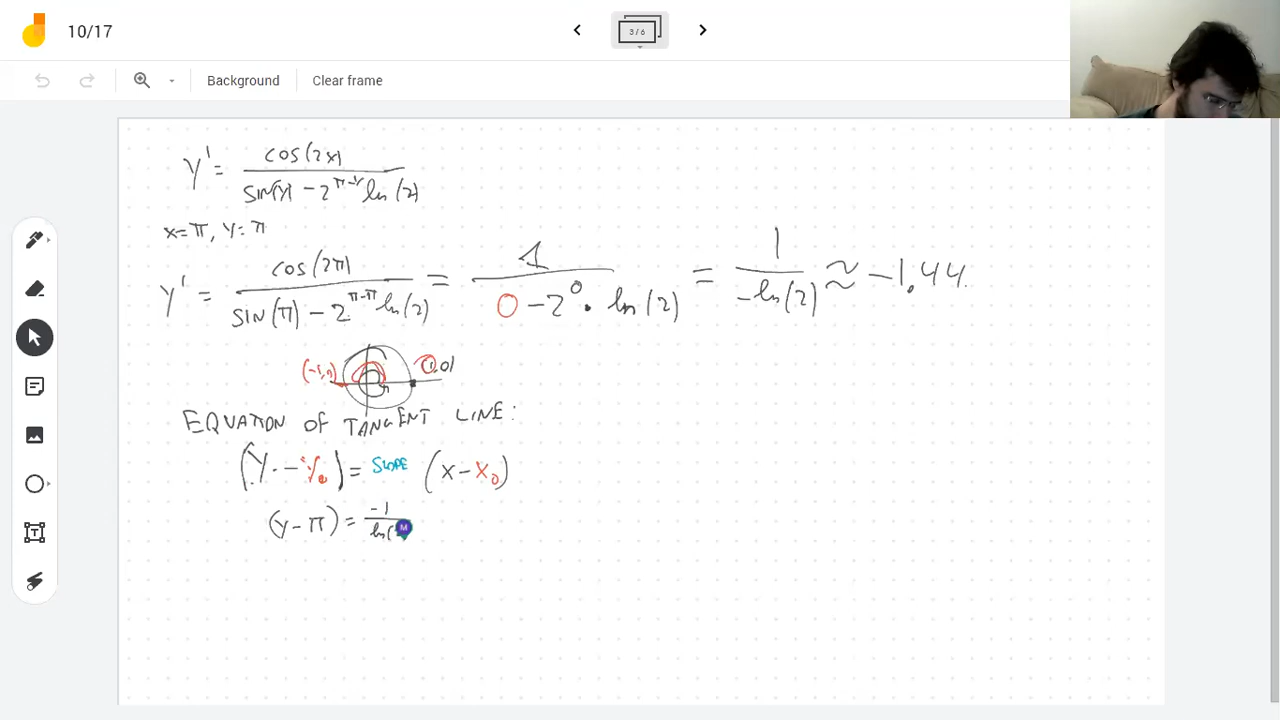 10/17
3 / 6
Background
Clear frame
y' = cos(2x) / (sin(y) - 2^(π-y) ln(2))
x=π, y=π
y' = cos(2π) / (sin(π) - 2^(π-π) ln(2)) = 1 / (0 - 2^0 · ln(2)) = 1 / (-ln(2)) ≈ -1.44
(-1,0)
EQUATION OF TANGENT LINE:
(y - y₀) = SLOPE (x - x₀)
(y - π) = -1 / ln(
M